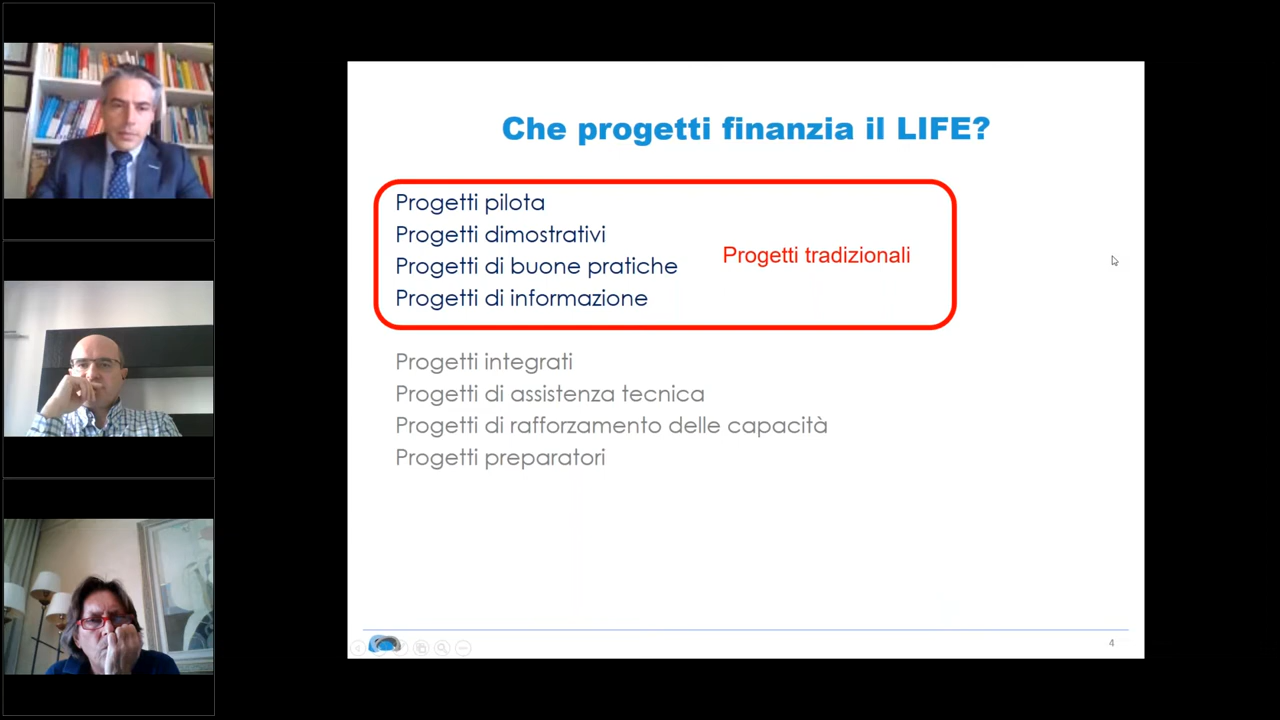 Che progetti finanzia il LIFE?
Progetti pilota
Progetti dimostrativi
Progetti di buone pratiche
Progetti di informazione
Progetti tradizionali
Progetti integrati
Progetti di assistenza tecnica
Progetti di rafforzamento delle capacità
Progetti preparatori
4